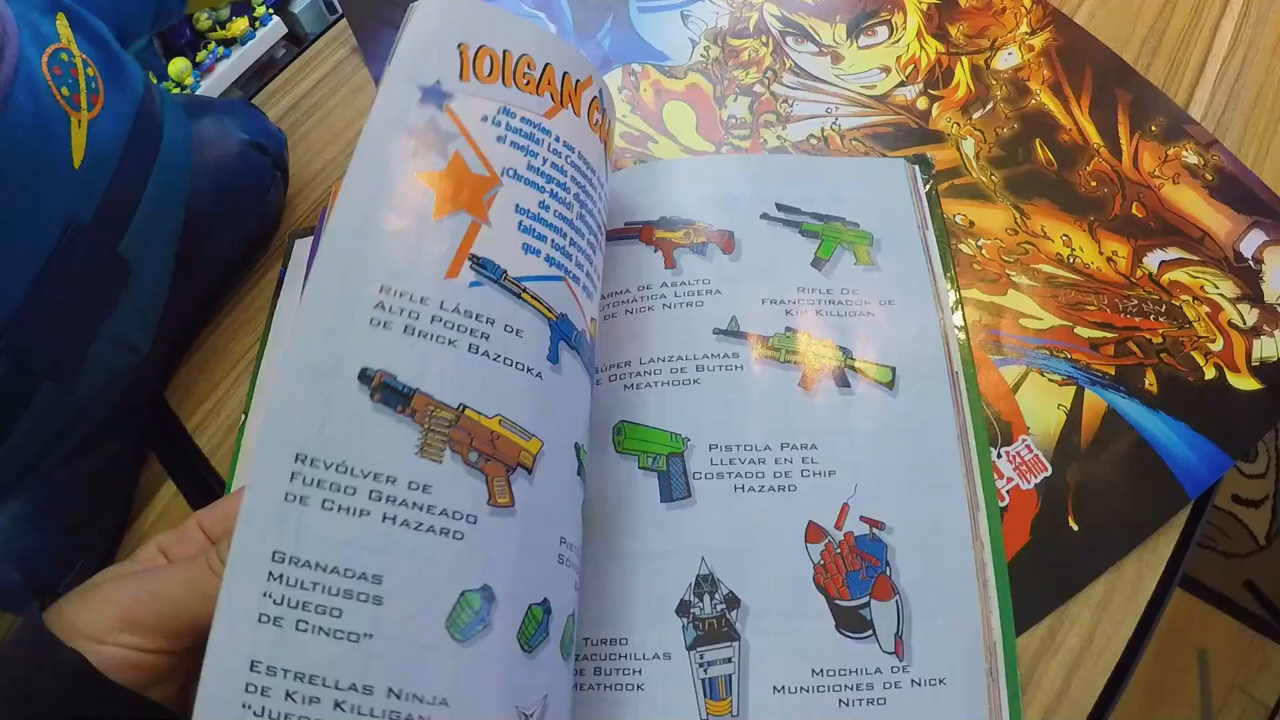 ¡OIGAN
¡No envíen a sus tropas
a la batalla! Los Comandos
el mejor y más moderno
integrado
¡Chromo-Mold!
de combate
totalmente
faltan todas las
que aparecen
RIFLE LÁSER DE
ALTO PODER
DE BRICK BAZOOKA
REVÓLVER DE
FUEGO GRANEADO
DE CHIP HAZARD
GRANADAS
MULTIUSOS
“JUEGO
DE CINCO”
ESTRELLAS NINJA
DE KIP KILLIGAN
ARMA DE ASALTO
LIGERA
DE NICK NITRO
RIFLE DE
FRANCOTIRADOR DE
KIP KILLIGAN
SÚPER LANZALLAMAS
DE OCTANO DE BUTCH
MEATHOOK
PISTOLA PARA
LLEVAR EN EL
COSTADO DE CHIP
HAZARD
TURBO
DE BUTCH
MEATHOOK
MOCHILA DE
MUNICIONES DE NICK
NITRO
編